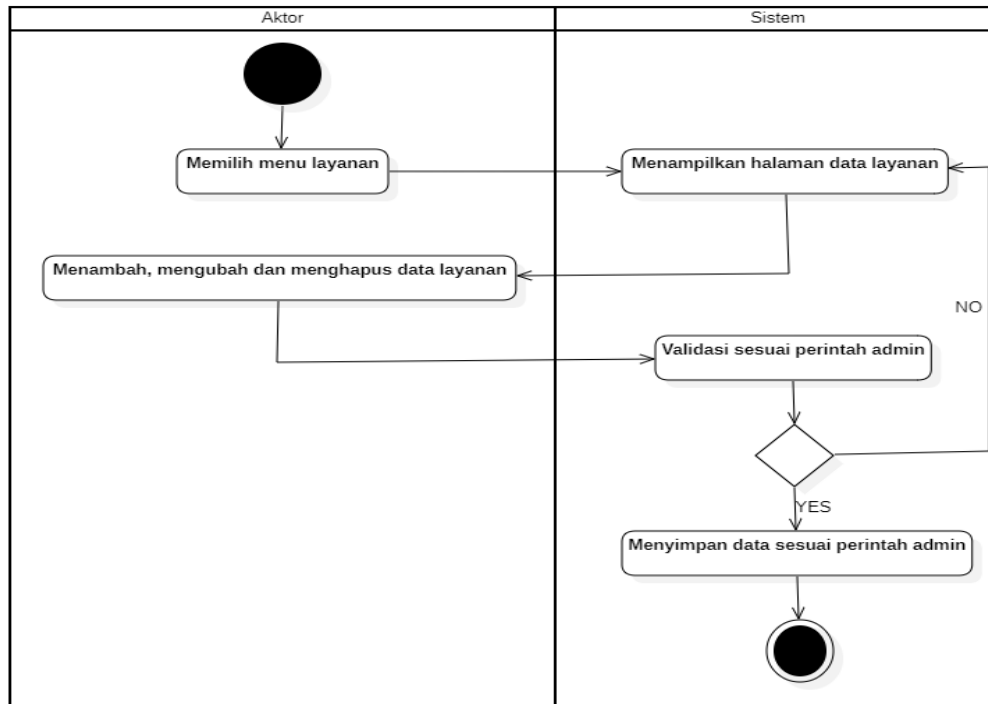 Aktor
Sistem
Memilih menu layanan
Menampilkan halaman data layanan
Menambah, mengubah dan menghapus data layanan
NO
Validasi sesuai perintah admin
YES
Menyimpan data sesuai perintah admin